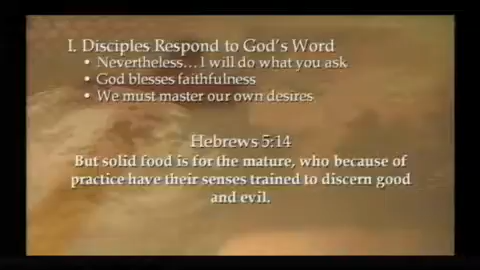 I. Disciples Respond to God's Word
• Nevertheless... I will do what you ask
• God blesses faithfulness
• We must master our own desires
Hebrews 5:14
But solid food is for the mature, who because of
practice have their senses trained to discern good
and evil.